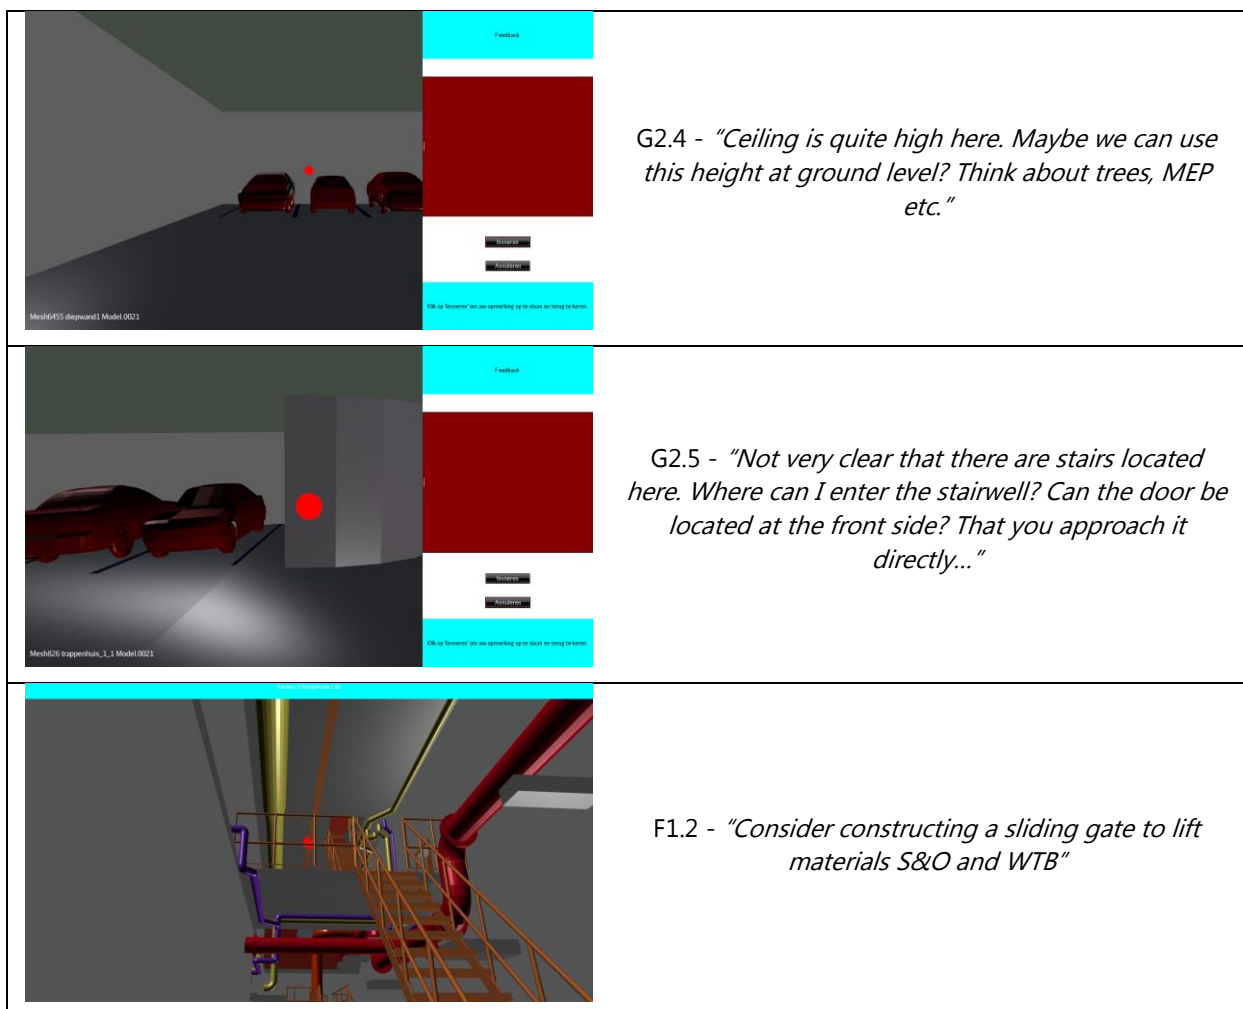 Feedback
Invoeren
Annuleren
Klik op 'Invoeren' om uw opmerking op te slaan en terug te keren.
Mesh6455 diepwand1 Model.0021
G2.4 - “Ceiling is quite high here. Maybe we can use
this height at ground level? Think about trees, MEP
etc.”
Feedback
Invoeren
Annuleren
Klik op 'Invoeren' om uw opmerking op te slaan en terug te keren.
Mesh826 trappenhuis_1_1 Model.0021
G2.5 - “Not very clear that there are stairs located
here. Where can I enter the stairwell? Can the door be
located at the front side? That you approach it
directly…”
F1.2 - “Consider constructing a sliding gate to lift
materials S&O and WTB”